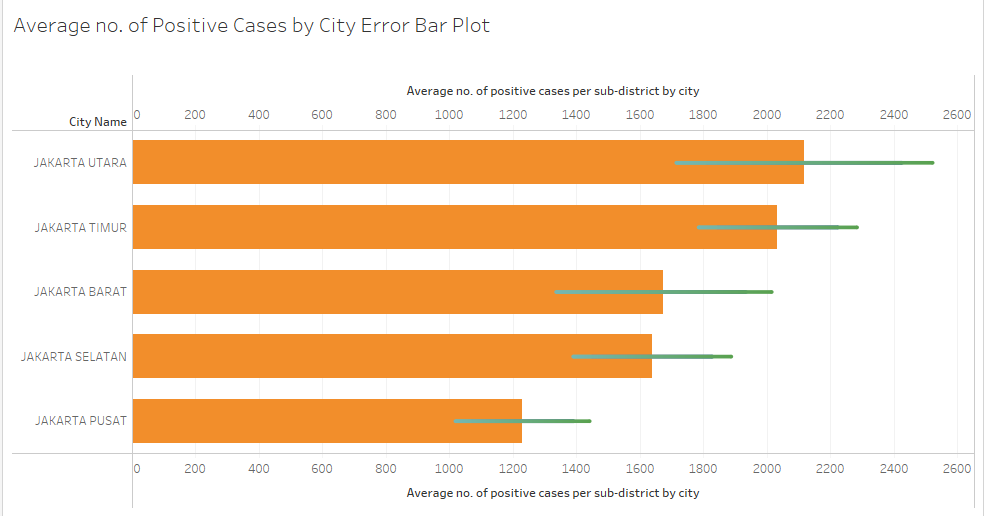 Average no. of Positive Cases by City Error Bar Plot
Average no. of positive cases per sub-district by city
City Name 0 200 400 600 800 1000 1200 1400 1600 1800 2000 2200 2400 2600
JAKARTA UTARA
JAKARTA TIMUR
JAKARTA BARAT
JAKARTA SELATAN
JAKARTA PUSAT
0 200 400 600 800 1000 1200 1400 1600 1800 2000 2200 2400 2600
Average no. of positive cases per sub-district by city